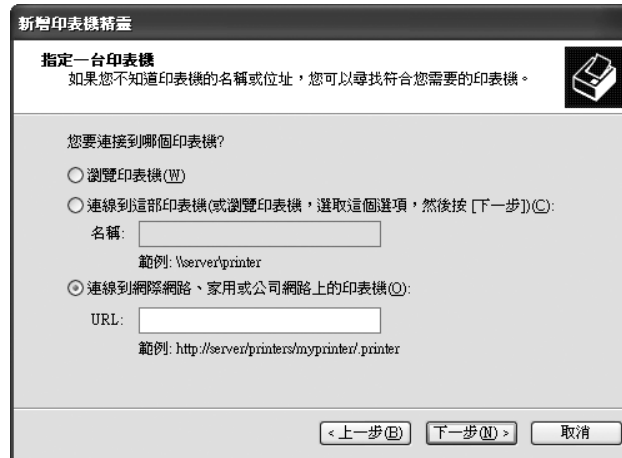 新增印表機精靈
指定一台印表機
如果您不知道印表機的名稱或位址，您可以尋找符合您需要的印表機。
您要連接到哪個印表機?
瀏覽印表機(W)
連線到這部印表機(或瀏覽印表機，選取這個選項，然後按 [下一步])(C):
名稱:
範例: \\server\printer
連線到網際網路、家用或公司網路上的印表機(O):
URL:
範例: http://server/printers/myprinter/.printer
<上一步(B) 下一步(N)> 取消